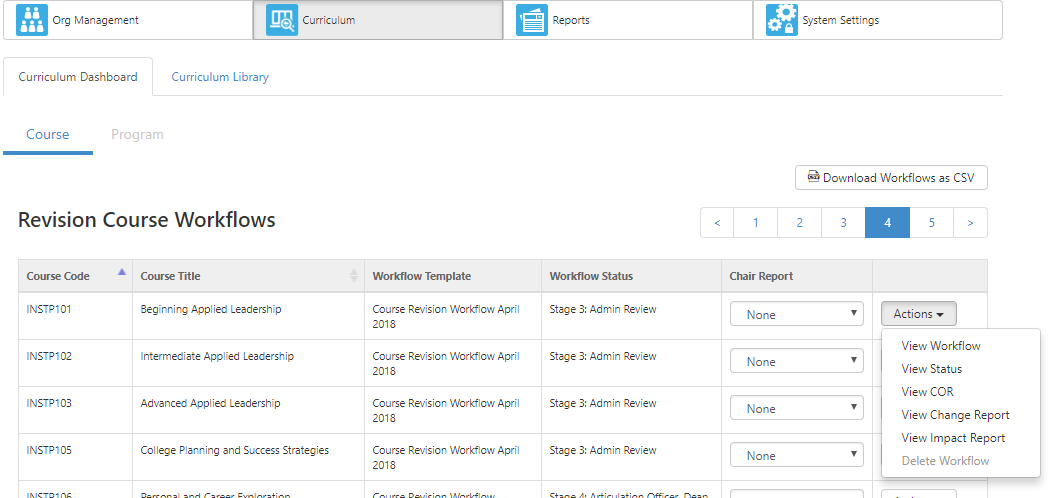 Org Management
Curriculum
Reports
System Settings
Curriculum Dashboard
Curriculum Library
Course
Program
Download Workflows as CSV
Revision Course Workflows
< 1 2 3 4 5 >
Course Code
Course Title
Workflow Template
Workflow Status
Chair Report
INSTP101
Beginning Applied Leadership
Course Revision Workflow April
2018
Stage 3: Admin Review
None
Actions
INSTP102
Intermediate Applied Leadership
Course Revision Workflow April
2018
Stage 3: Admin Review
None
INSTP103
Advanced Applied Leadership
Course Revision Workflow April
2018
Stage 3: Admin Review
None
INSTP105
College Planning and Success Strategies
Course Revision Workflow April
2018
Stage 3: Admin Review
None
INSTP106
Personal and Career Exploration
Course Revision Workflow April
Stage 4: Articulation Officer, Dean
View Workflow
View Status
View COR
View Change Report
View Impact Report
Delete Workflow